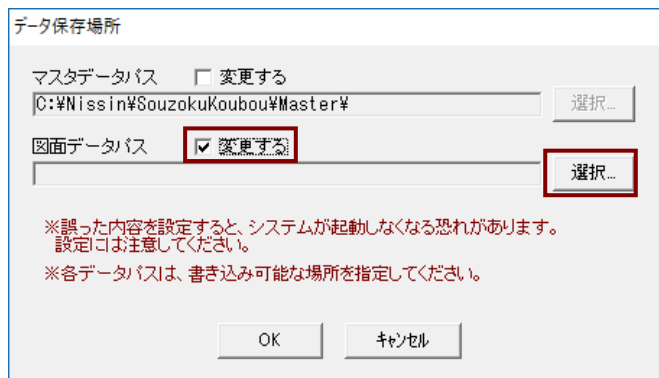 データ保存場所
マスタデータパス 変更する
C:¥Nissin¥SouzokuKoubou¥Master¥ 選択...
図面データパス 変更する
選択...
※誤った内容を設定すると、システムが起動しなくなる恐れがあります。
設定には注意してください。
※各データパスは、書き込み可能な場所を指定してください。
OK キャンセル